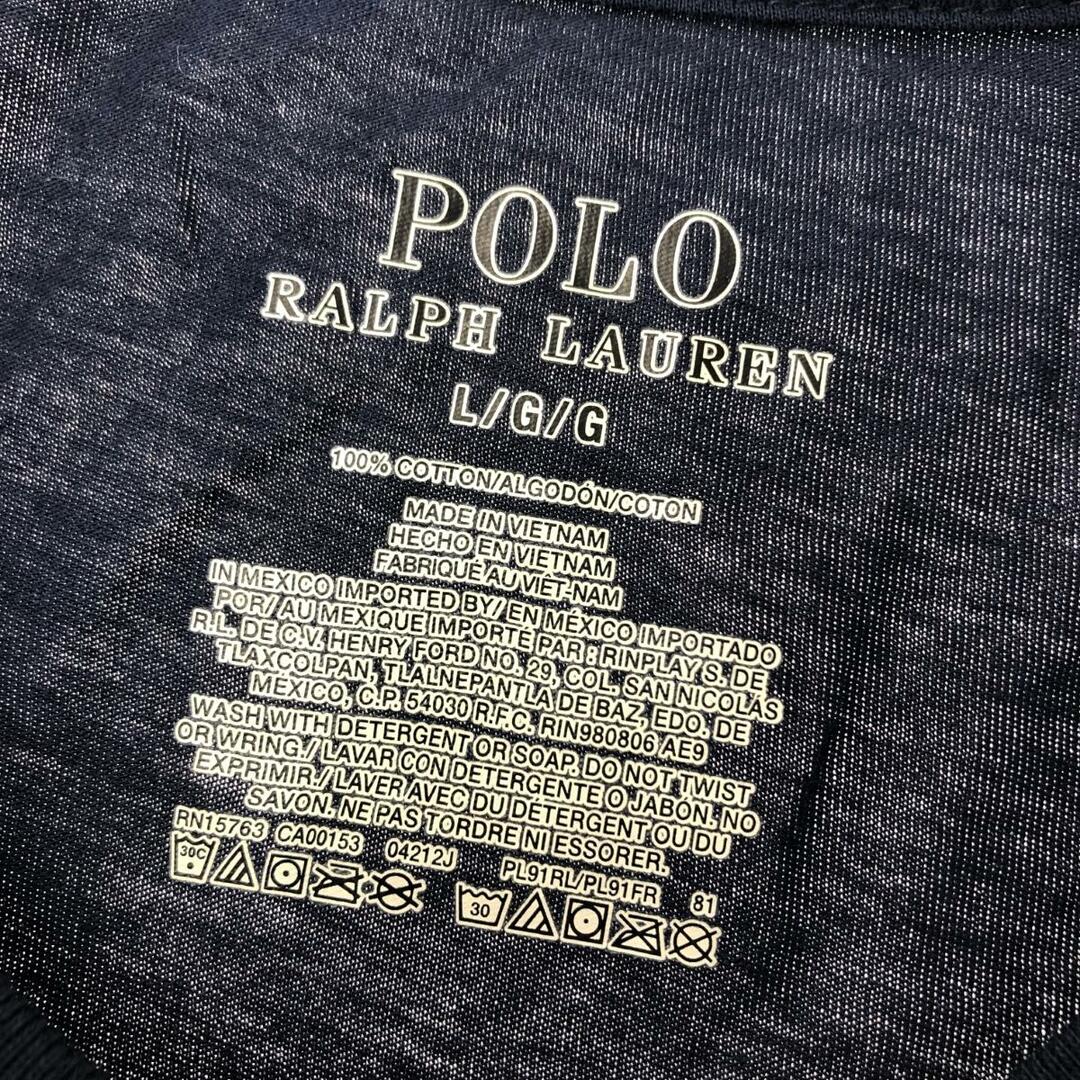 POLO
RALPH LAUREN
L/G/G
100% COTTON/ALGODÓN/COTON
MADE IN VIETNAM
HECHO EN VIETNAM
FABRIQUÉ AU VIÊT-NAM
IN MEXICO IMPORTED BY/ EN MÉXICO IMPORTADO
POR/ AU MEXIQUE IMPORTÉ PAR : RINPLAY S. DE
R.L. DE C.V. HENRY FORD NO. 29, COL. SAN NICOLÁS
TLAXCOLPAN, TLALNEPANTLA DE BAZ, EDO. DE
MÉXICO, C.P. 54030 R.F.C. RIN980806 AE9
WASH WITH DETERGENT OR SOAP. DO NOT TWIST
OR WRING./ LAVAR CON DETERGENTE O JABÓN. NO
EXPRIMIR./ LAVER AVEC DU DÉTERGENT OU DU
SAVON. NE PAS TORDRE NI ESSORER.
RN15763 CA00153 04212J PL91RL/PL91FR 81
30C 30